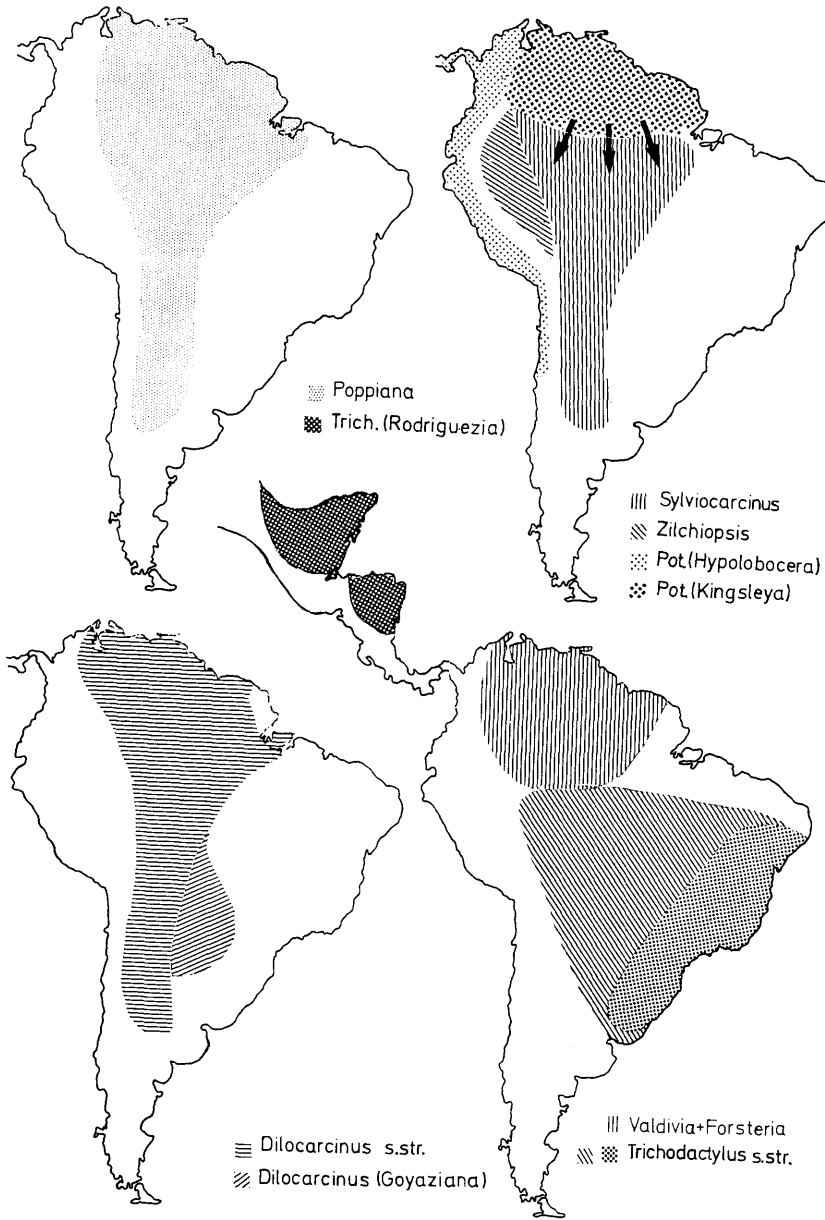 Poppiana
Trich. (Rodriguezia)
Sylviocarcinus
Zilchiopsis
Pot.(Hypolobocera)
Pot.(Kingsleya)
Dilocarcinus s.str.
Dilocarcinus (Goyaziana)
Valdivia+Forsteria
Trichodactylus s.str.